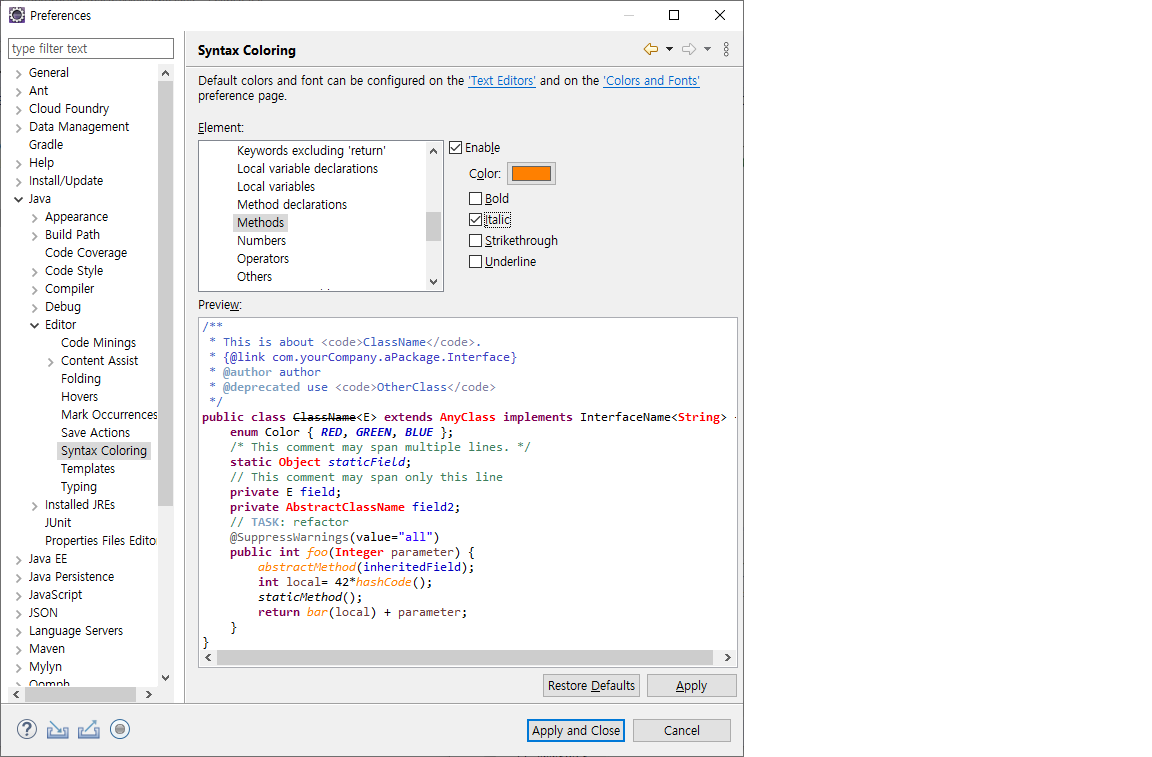 Preferences
type filter text
General
Ant
Cloud Foundry
Data Management
Gradle
Help
Install/Update
Java
Appearance
Build Path
Code Coverage
Code Style
Compiler
Debug
Editor
Code Minings
Content Assist
Folding
Hovers
Mark Occurrences
Save Actions
Syntax Coloring
Templates
Typing
Installed JREs
JUnit
Properties Files Edito
Java EE
Java Persistence
JavaScript
JSON
Language Servers
Maven
Mylyn
Oomph
Syntax Coloring
Default colors and font can be configured on the 'Text Editors' and on the 'Colors and Fonts'
preference page.
Element:
Keywords excluding 'return'
Local variable declarations
Local variables
Method declarations
Methods
Numbers
Operators
Others
Enable
Color:
Bold
Italic
Strikethrough
Underline
Preview:
/**
 * This is about <code>ClassName</code>.
 * {@link com.yourCompany.aPackage.Interface}
 * @author author
 * @deprecated use <code>OtherClass</code>
 */
public class ClassName<E> extends AnyClass implements InterfaceName<String>
    enum Color { RED, GREEN, BLUE };
    /* This comment may span multiple lines. */
    static Object staticField;
    // This comment may span only this line
    private E field;
    private AbstractClassName field2;
    // TASK: refactor
    @SuppressWarnings(value="all")
    public int foo(Integer parameter) {
        abstractMethod(inheritedField);
        int local= 42*hashCode();
        staticMethod();
        return bar(local) + parameter;
    }
}
Restore Defaults
Apply
?
Apply and Close
Cancel